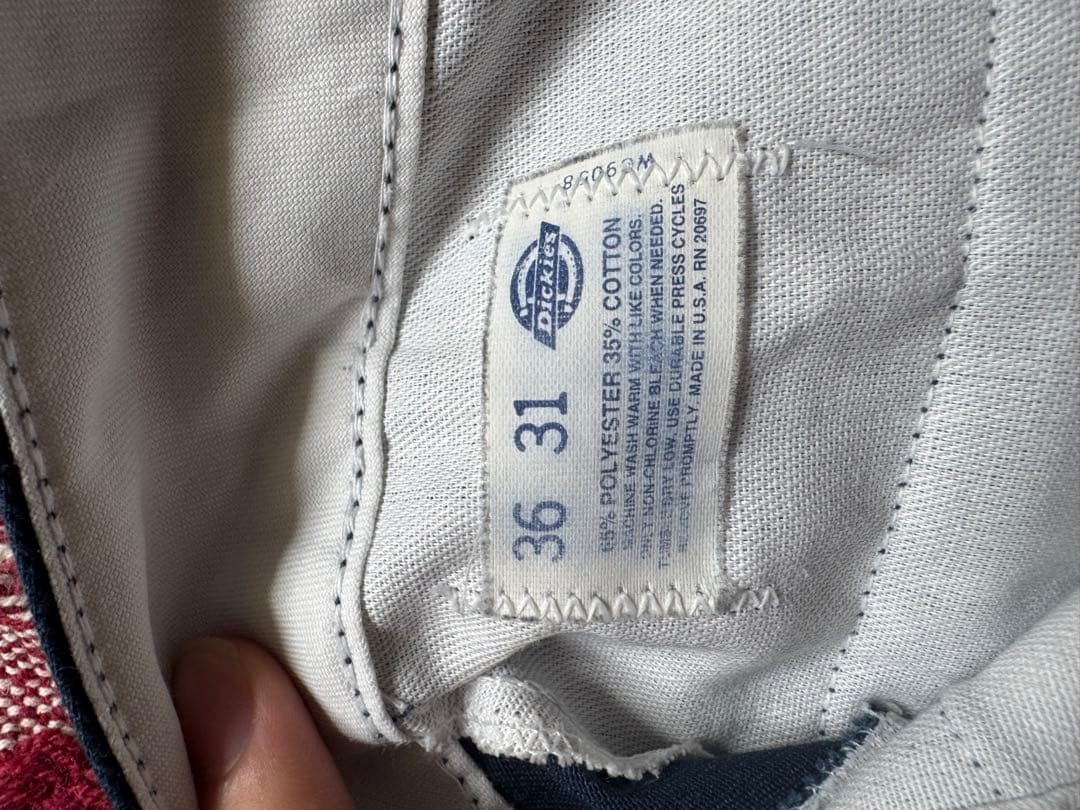 Dickies
36 31
65% POLYESTER 35% COTTON
MACHINE WASH WARM WITH LIKE COLORS.
ONLY NON-CHLORINE BLEACH WHEN NEEDED.
TUMBLE DRY LOW. USE DURABLE PRESS CYCLES
REMOVE PROMPTLY. MADE IN U.S.A. RN 20697